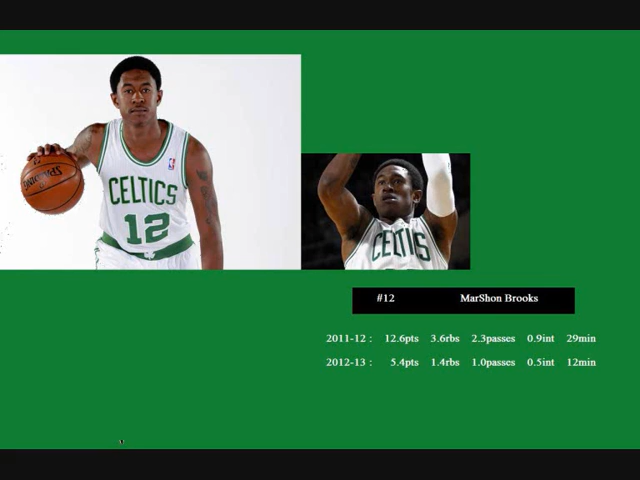 SPALDING
CELTICS
12
CELTICS
#12 MarShon Brooks
2011-12 : 12.6pts 3.6rbs 2.3passes 0.9int 29min
2012-13 : 5.4pts 1.4rbs 1.0passes 0.5int 12min